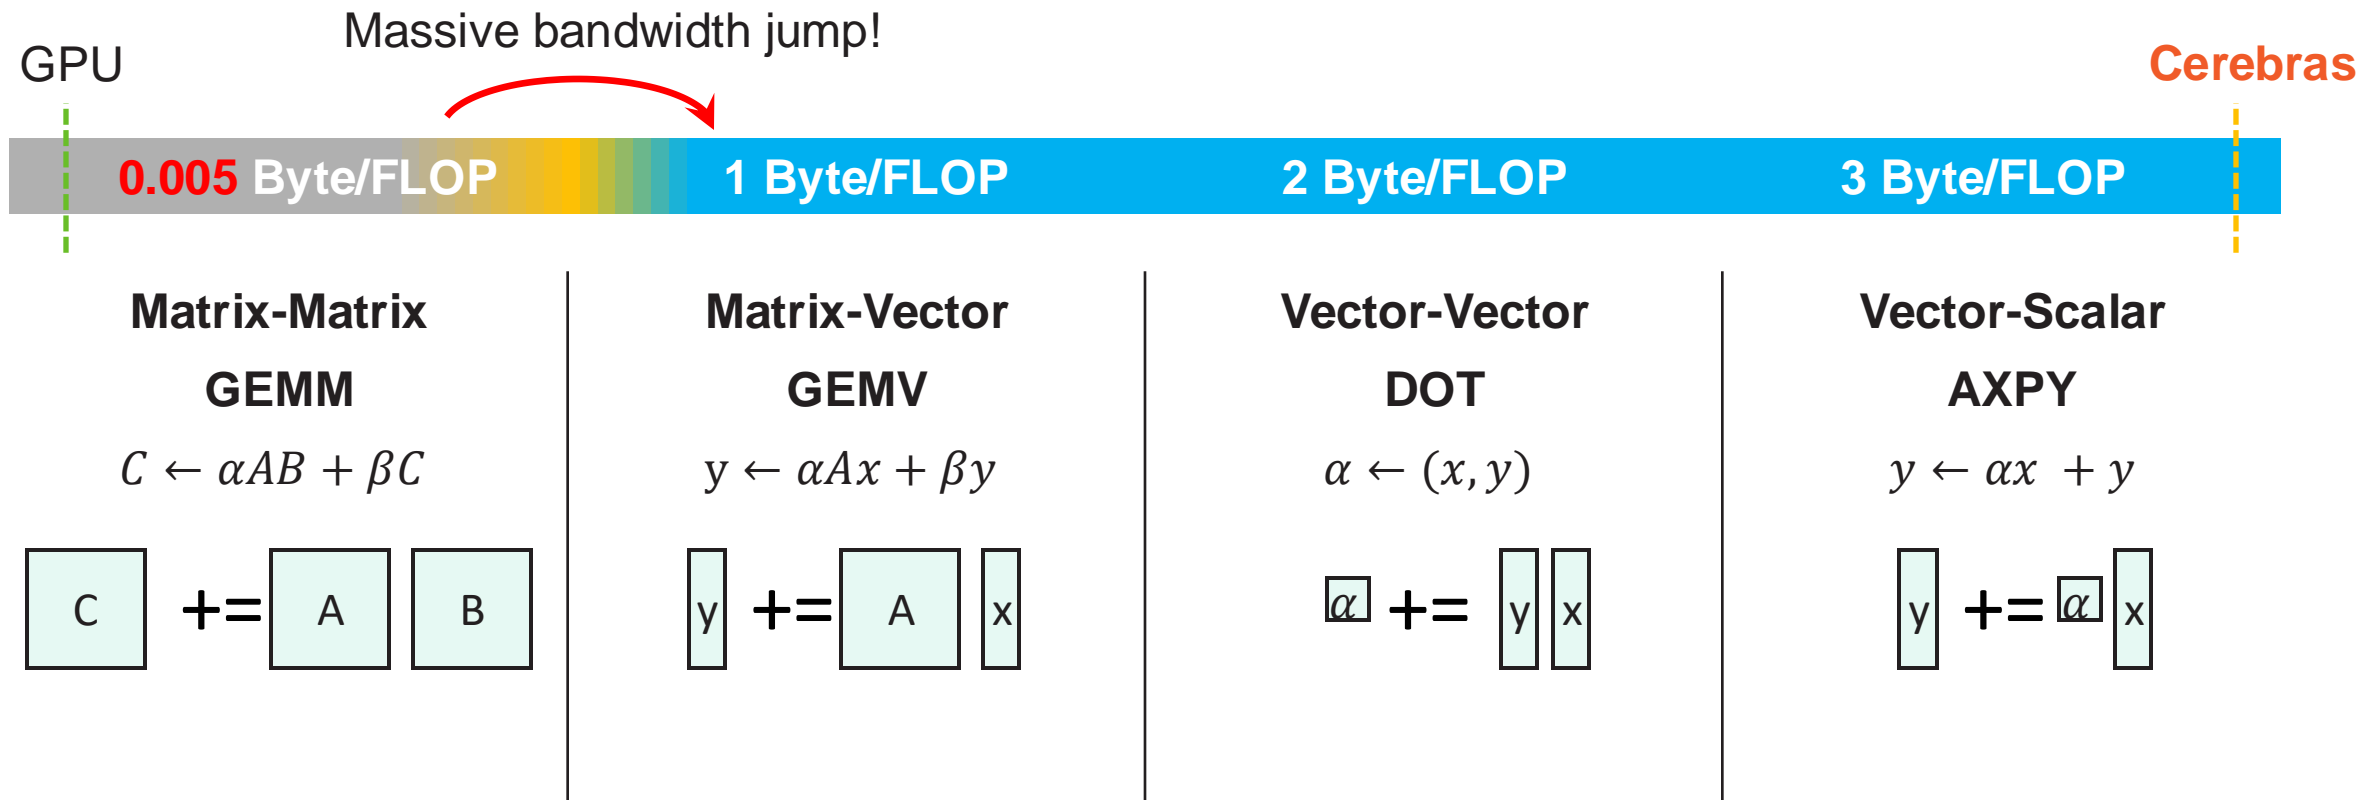 Massive bandwidth jump!
GPU
Cerebras
0.005 Byte/FLOP
1 Byte/FLOP
2 Byte/FLOP
3 Byte/FLOP
Matrix-Matrix
GEMM
𝐶 ← 𝛼𝐴𝐵 + 𝛽𝐶
C += A B
Matrix-Vector
GEMV
y ← 𝛼𝐴𝑥 + 𝛽𝑦
y += A x
Vector-Vector
DOT
𝛼 ← (𝑥, 𝑦)
𝛼 += y x
Vector-Scalar
AXPY
𝑦 ← 𝛼𝑥 + 𝑦
y += 𝛼 x